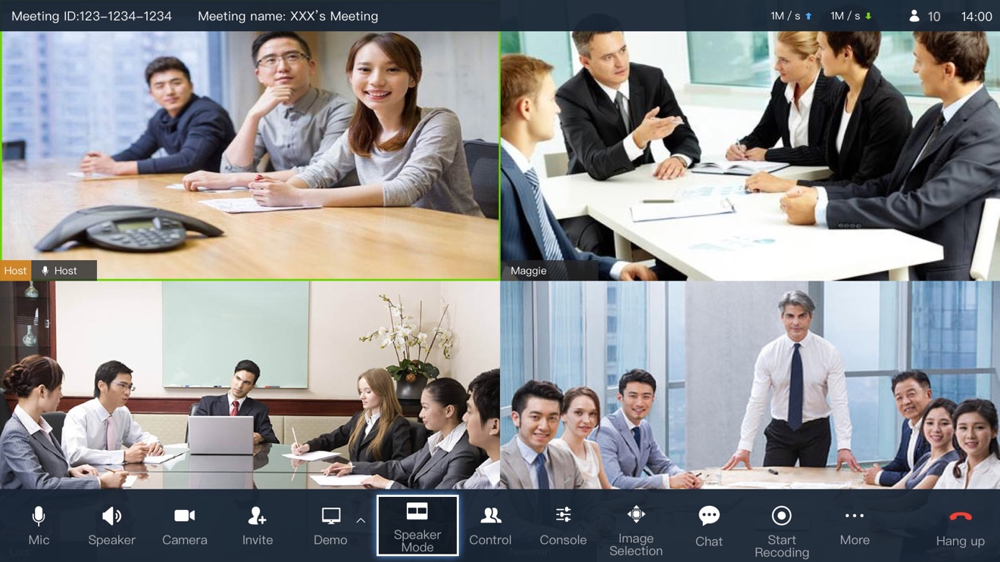 Meeting ID:123-1234-1234 Meeting name: XXX's Meeting 1M / s 1M / s 10 14:00
Host Host
Maggie
Mic
Speaker
Camera
Invite
Demo
Speaker
Mode
Control
Console
Image
Selection
Chat
Start
Recoding
More
Hang up
Lois
Newman